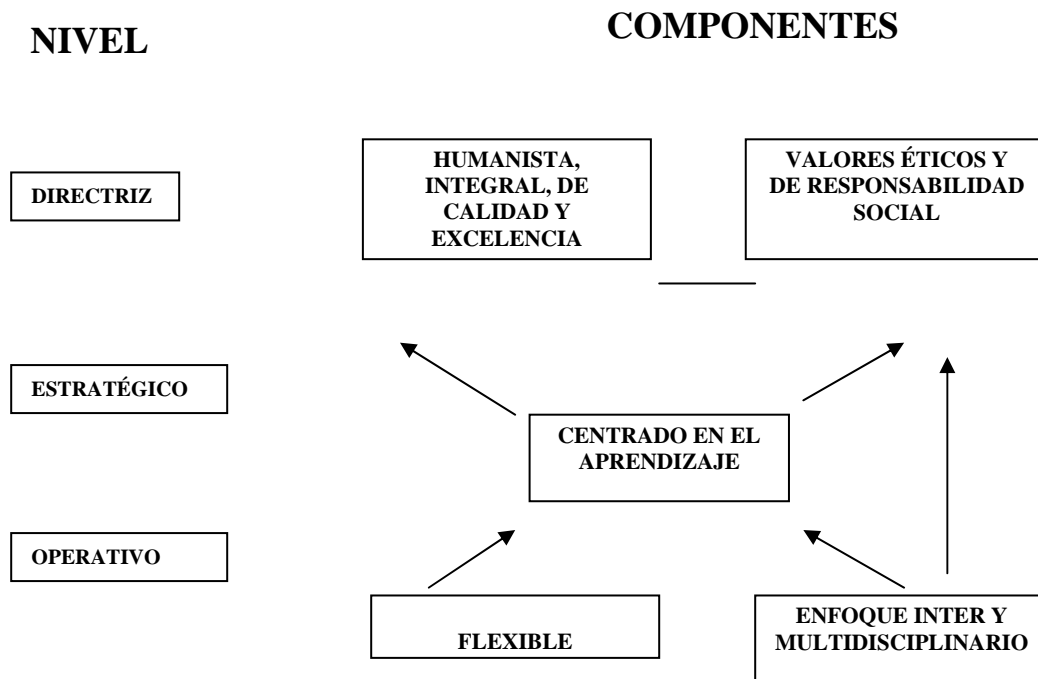 NIVEL
COMPONENTES
DIRECTRIZ
HUMANISTA,
INTEGRAL, DE
CALIDAD Y
EXCELENCIA
VALORES ÉTICOS Y
DE RESPONSABILIDAD
SOCIAL
ESTRATÉGICO
CENTRADO EN EL
APRENDIZAJE
OPERATIVO
FLEXIBLE
ENFOQUE INTER Y
MULTIDISCIPLINARIO